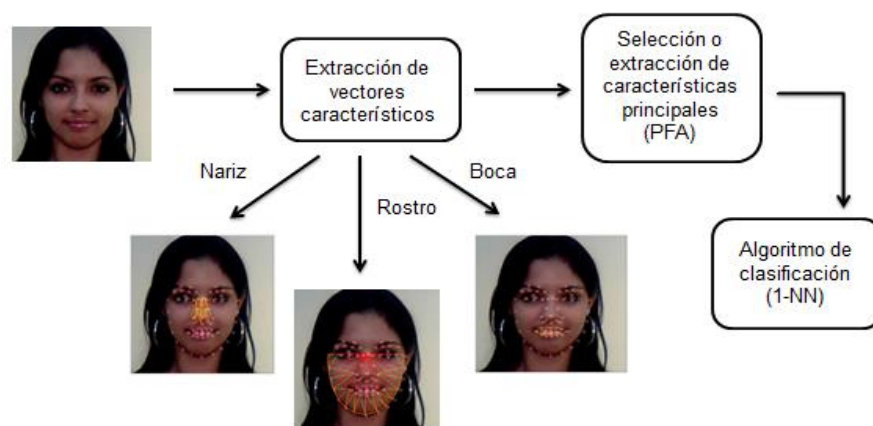 Extracción de
vectores
característicos
Selección o
extracción de
características
principales
(PFA)
Nariz
Rostro
Boca
Algoritmo de
clasificación
(1-NN)